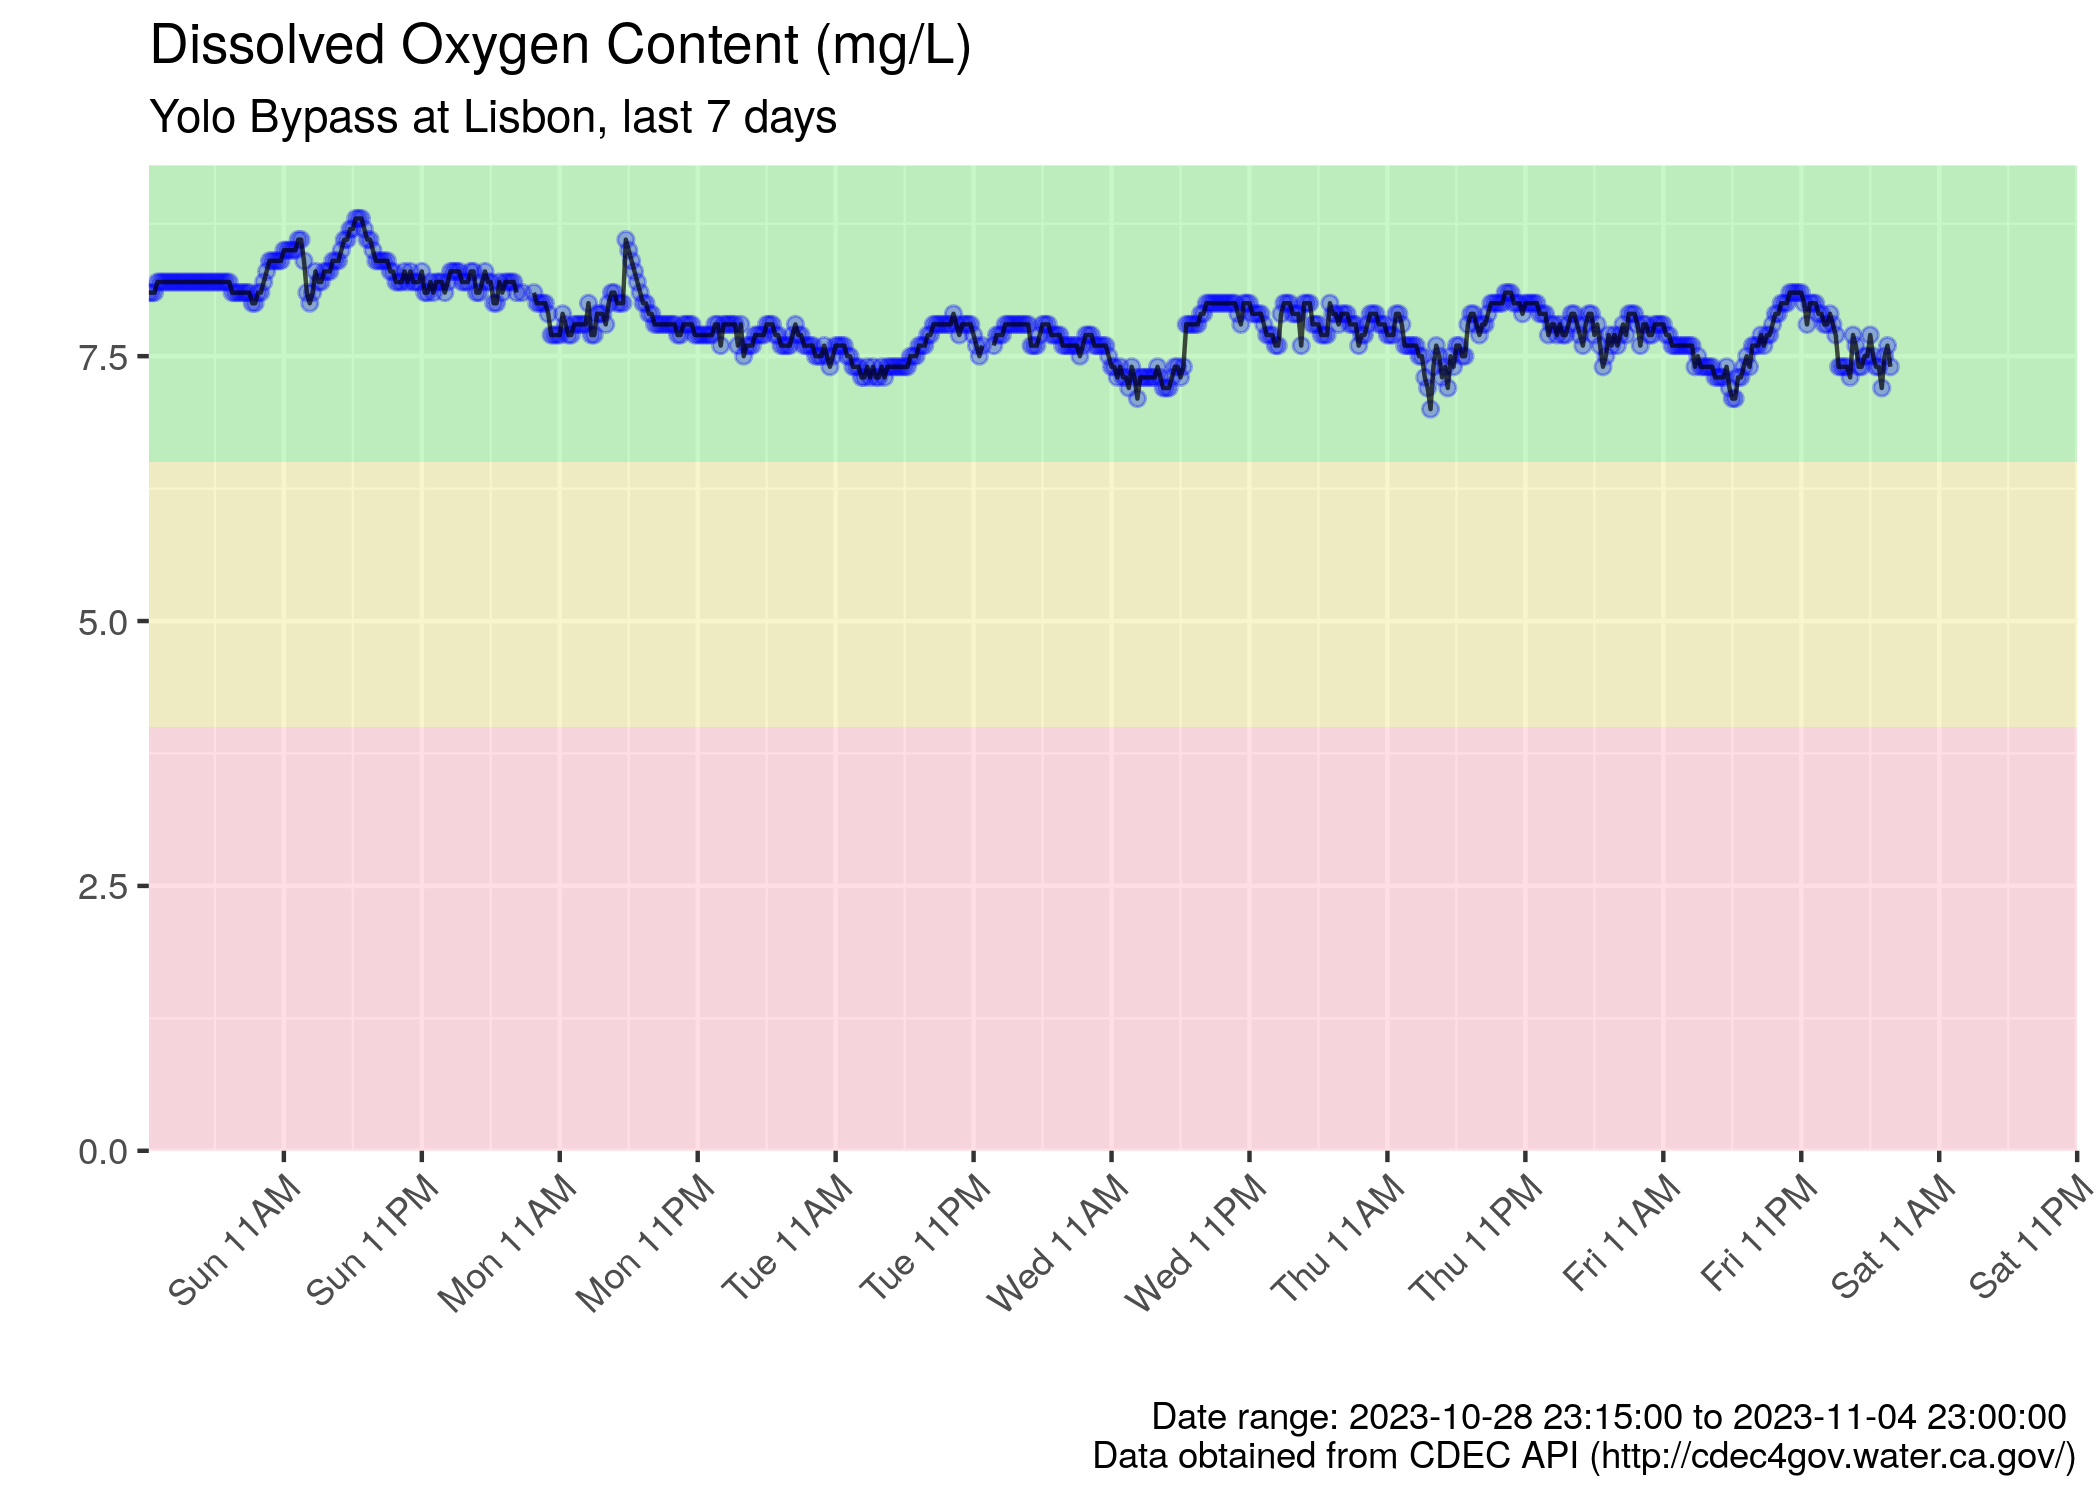 Dissolved Oxygen Content (mg/L)
Yolo Bypass at Lisbon, last 7 days
7.5
5.0
2.5
0.0
Sun 11AM
Sun 11PM
Mon 11AM
Mon 11PM
Tue 11AM
Tue 11PM
Wed 11AM
Wed 11PM
Thu 11AM
Thu 11PM
Fri 11AM
Fri 11PM
Sat 11AM
Sat 11PM
Date range: 2023-10-28 23:15:00 to 2023-11-04 23:00:00
Data obtained from CDEC API (http://cdec4gov.water.ca.gov/)